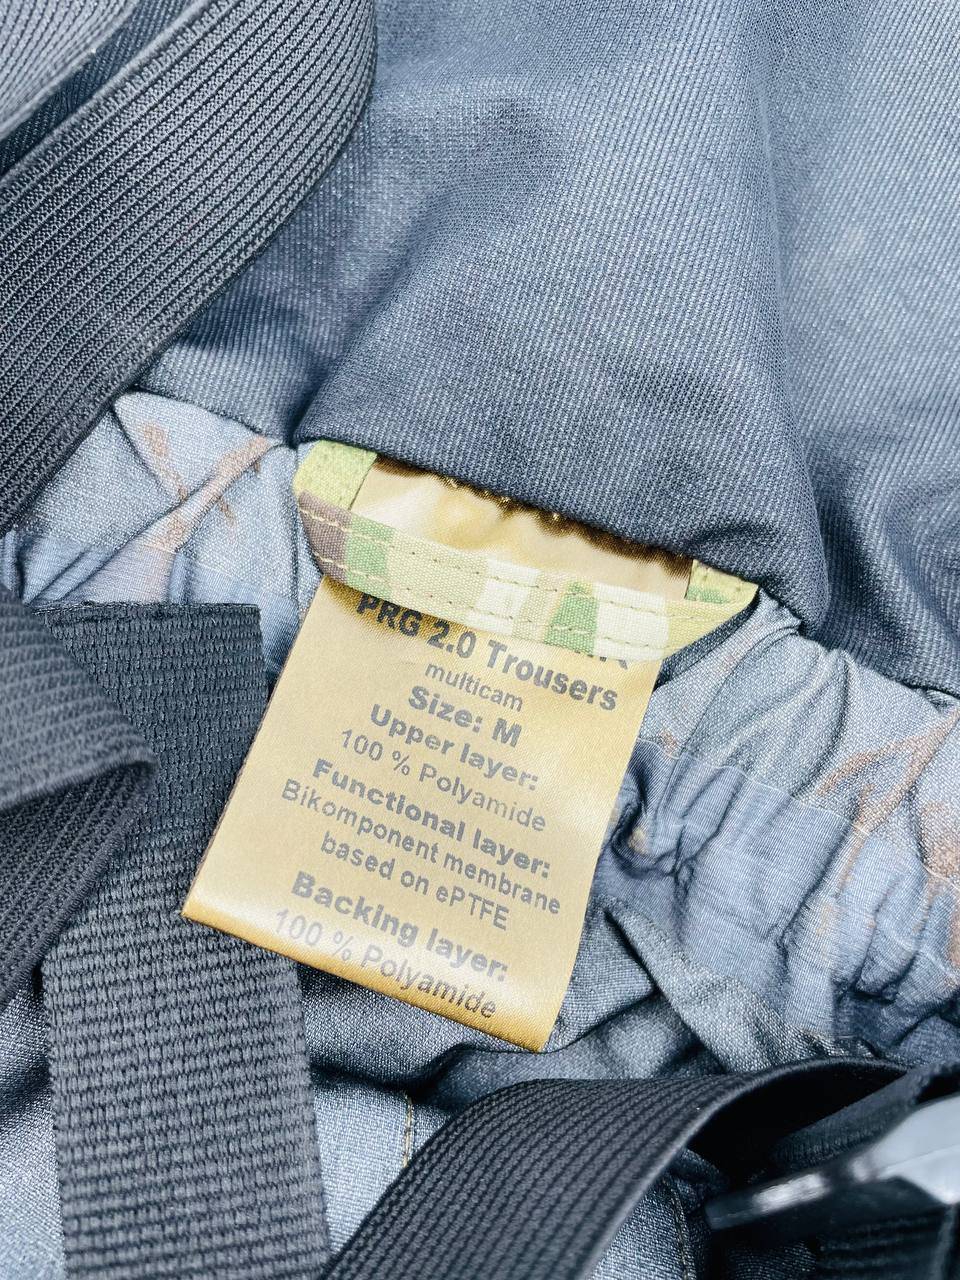 PRG 2.0 Trousers
multicam
Size: M
Upper layer:
100 % Polyamide
Functional layer:
Bikomponent membrane
based on ePTFE
Backing layer:
100 % Polyamide